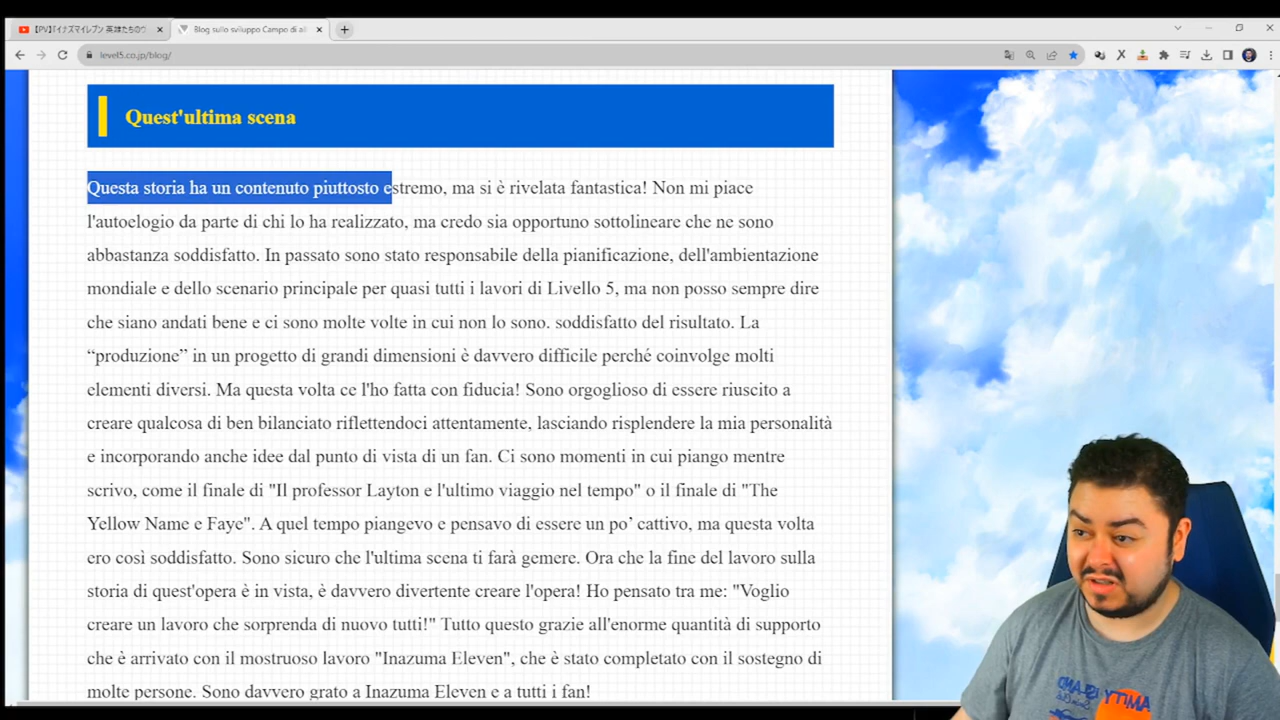 【PV】「イナズマイレブン 英雄たちのヴ
Blog sullo sviluppo Campo di all
level5.co.jp/blog/
Quest'ultima scena
Questa storia ha un contenuto piuttosto estremo, ma si è rivelata fantastica! Non mi piace
l'autoelogio da parte di chi lo ha realizzato, ma credo sia opportuno sottolineare che ne sono
abbastanza soddisfatto. In passato sono stato responsabile della pianificazione, dell'ambientazione
mondiale e dello scenario principale per quasi tutti i lavori di Livello 5, ma non posso sempre dire
che siano andati bene e ci sono molte volte in cui non lo sono. soddisfatto del risultato. La
“produzione” in un progetto di grandi dimensioni è davvero difficile perché coinvolge molti
elementi diversi. Ma questa volta ce l'ho fatta con fiducia! Sono orgoglioso di essere riuscito a
creare qualcosa di ben bilanciato riflettendoci attentamente, lasciando risplendere la mia personalità
e incorporando anche idee dal punto di vista di un fan. Ci sono momenti in cui piango mentre
scrivo, come il finale di "Il professor Layton e l'ultimo viaggio nel tempo" o il finale di "The
Yellow Name e Faye". A quel tempo piangevo e pensavo di essere un po’ cattivo, ma questa volta
ero così soddisfatto. Sono sicuro che l'ultima scena ti farà gemere. Ora che la fine del lavoro sulla
storia di quest'opera è in vista, è davvero divertente creare l'opera! Ho pensato tra me: "Voglio
creare un lavoro che sorprenda di nuovo tutti!" Tutto questo grazie all'enorme quantità di supporto
che è arrivato con il mostruoso lavoro "Inazuma Eleven", che è stato completato con il sostegno di
molte persone. Sono davvero grato a Inazuma Eleven e a tutti i fan!